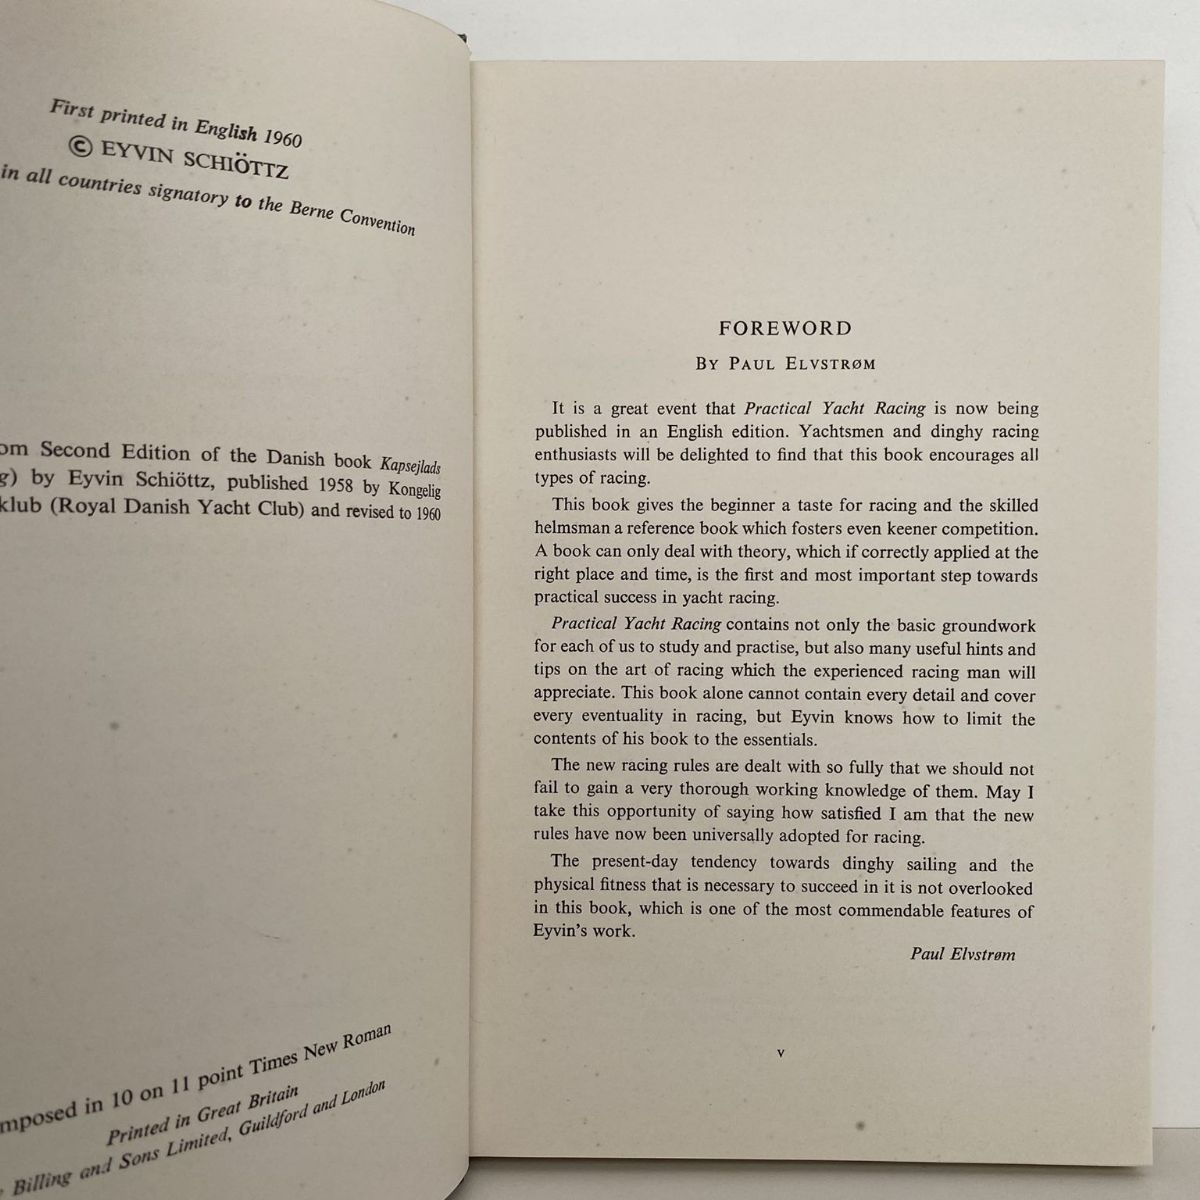 First printed in English 1960
© EYVIN SCHIÖTTZ
in all countries signatory to the Berne Convention
Second Edition of the Danish book Kapsejlads
by Eyvin Schiöttz, published 1958 by Kongelig
(Royal Danish Yacht Club) and revised to 1960
in 10 on 11 point Times New Roman
Printed in Great Britain
Billing and Sons Limited, Guildford and London
FOREWORD
BY PAUL ELVSTRØM
It is a great event that Practical Yacht Racing is now being
published in an English edition. Yachtsmen and dinghy racing
enthusiasts will be delighted to find that this book encourages all
types of racing.
This book gives the beginner a taste for racing and the skilled
helmsman a reference book which fosters even keener competition.
A book can only deal with theory, which if correctly applied at the
right place and time, is the first and most important step towards
practical success in yacht racing.
Practical Yacht Racing contains not only the basic groundwork
for each of us to study and practise, but also many useful hints and
tips on the art of racing which the experienced racing man will
appreciate. This book alone cannot contain every detail and cover
every eventuality in racing, but Eyvin knows how to limit the
contents of his book to the essentials.
The new racing rules are dealt with so fully that we should not
fail to gain a very thorough working knowledge of them. May I
take this opportunity of saying how satisfied I am that the new
rules have now been universally adopted for racing.
The present-day tendency towards dinghy sailing and the
physical fitness that is necessary to succeed in it is not overlooked
in this book, which is one of the most commendable features of
Eyvin's work.
Paul Elvstrøm
v